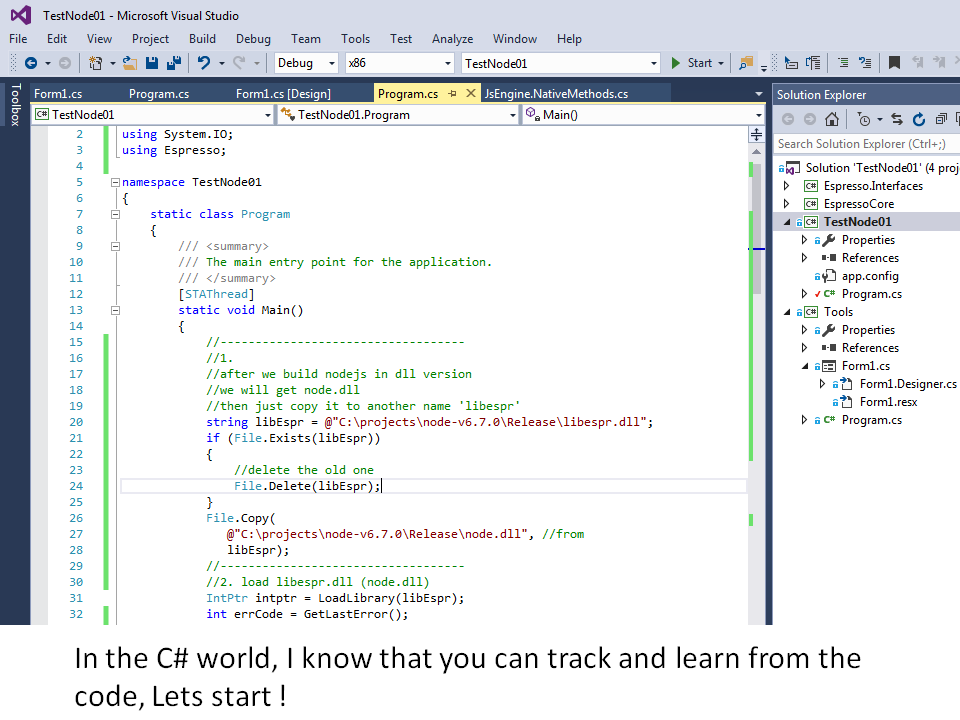 TestNode01 - Microsoft Visual Studio
File Edit View Project Build Debug Team Tools Test Analyze Window Help
Debug x86 TestNode01 Start
Toolbox
Form1.cs Program.cs Form1.cs [Design] Program.cs JsEngine.NativeMethods.cs
C# TestNode01 TestNode01.Program Main()
2 using System.IO;
3 using Espresso;
4
5 namespace TestNode01
6 {
7 static class Program
8 {
9 /// <summary>
10 /// The main entry point for the application.
11 /// </summary>
12 [STAThread]
13 static void Main()
14 {
15 //-----------------------------------
16 //1.
17 //after we build nodejs in dll version
18 //we will get node.dll
19 //then just copy it to another name 'libespr'
20 string libEspr = @"C:\projects\node-v6.7.0\Release\libespr.dll";
21 if (File.Exists(libEspr))
22 {
23 //delete the old one
24 File.Delete(libEspr);
25 }
26 File.Copy(
27 @"C:\projects\node-v6.7.0\Release\node.dll", //from
28 libEspr);
29 //-----------------------------------
30 //2. load libespr.dll (node.dll)
31 IntPtr intptr = LoadLibrary(libEspr);
32 int errCode = GetLastError();
Solution Explorer
Search Solution Explorer (Ctrl+;)
Solution 'TestNode01' (4 proj
C# Espresso.Interfaces
C# EspressoCore
C# TestNode01
Properties
References
app.config
C# Program.cs
C# Tools
Properties
References
Form1.cs
Form1.Designer.cs
Form1.resx
C# Program.cs
In the C# world, I know that you can track and learn from the
code, Lets start !